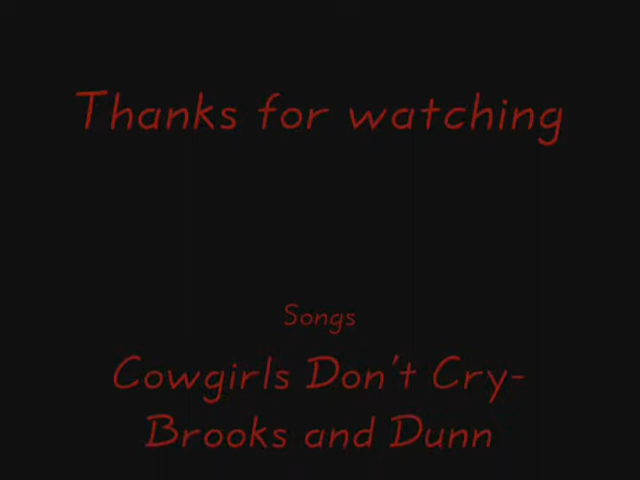 Thanks for watching
Songs
Cowgirls Don't Cry-
Brooks and Dunn